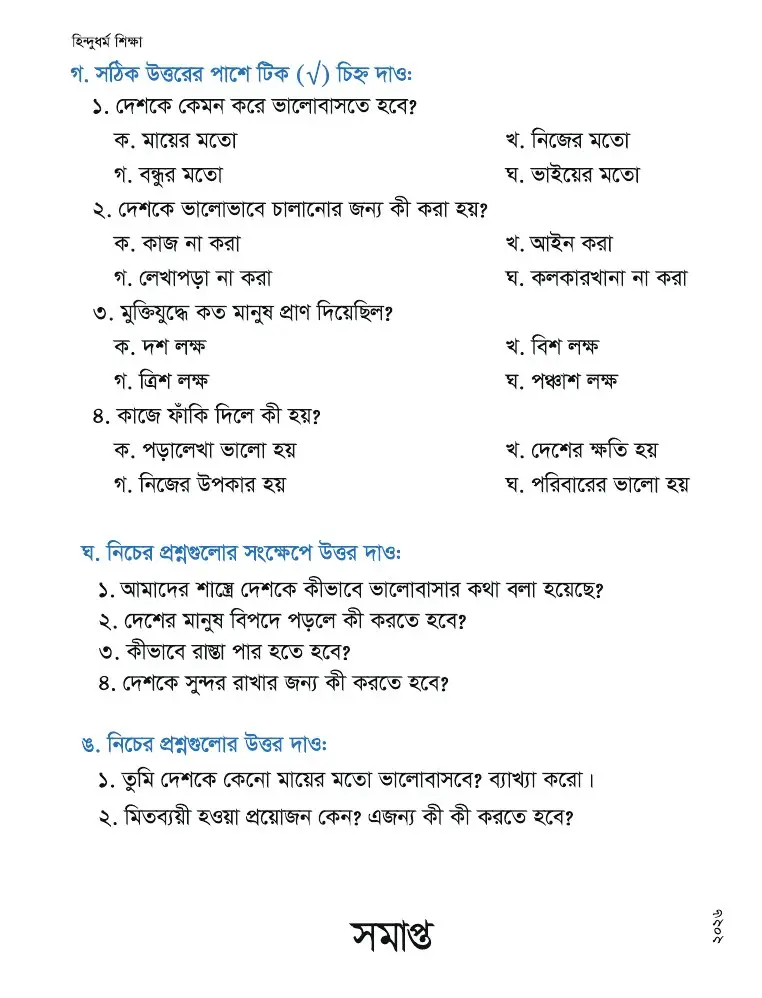 হিন্দুধর্ম শিক্ষা
গ. সঠিক উত্তরের পাশে টিক (√) চিহ্ন দাও:
১. দেশকে কেমন করে ভালোবাসতে হবে?
ক. মায়ের মতো খ. নিজের মতো
গ. বন্ধুর মতো ঘ. ভাইয়ের মতো
২. দেশকে ভালোভাবে চালানোর জন্য কী করা হয়?
ক. কাজ না করা খ. আইন করা
গ. লেখাপড়া না করা ঘ. কলকারখানা না করা
৩. মুক্তিযুদ্ধে কত মানুষ প্রাণ দিয়েছিল?
ক. দশ লক্ষ খ. বিশ লক্ষ
গ. ত্রিশ লক্ষ ঘ. পঞ্চাশ লক্ষ
৪. কাজে ফাঁকি দিলে কী হয়?
ক. পড়ালেখা ভালো হয় খ. দেশের ক্ষতি হয়
গ. নিজের উপকার হয় ঘ. পরিবারের ভালো হয়
ঘ. নিচের প্রশ্নগুলোর সংক্ষেপে উত্তর দাও:
১. আমাদের শাস্ত্রে দেশকে কীভাবে ভালোবাসার কথা বলা হয়েছে?
২. দেশের মানুষ বিপদে পড়লে কী করতে হবে?
৩. কীভাবে রাস্তা পার হতে হবে?
৪. দেশকে সুন্দর রাখার জন্য কী করতে হবে?
ঙ. নিচের প্রশ্নগুলোর উত্তর দাও:
১. তুমি দেশকে কেনো মায়ের মতো ভালোবাসবে? ব্যাখ্যা করো।
২. মিতব্যয়ী হওয়া প্রয়োজন কেন? এজন্য কী কী করতে হবে?
সমাপ্ত
২০২৬